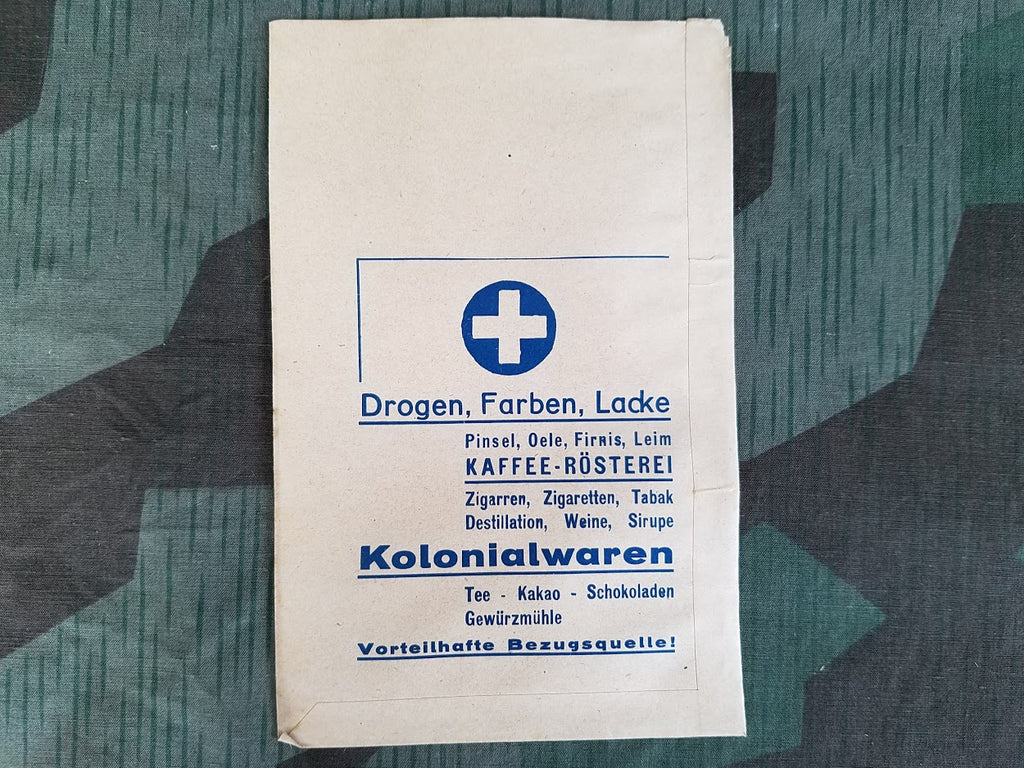 Drogen, Farben, Lacke
Pinsel, Oele, Firnis, Leim
KAFFEE-RÖSTEREI
Zigarren, Zigaretten, Tabak
Destillation, Weine, Sirupe
Kolonialwaren
Tee - Kakao - Schokoladen
Gewürzmühle
Vorteilhafte Bezugsquelle!